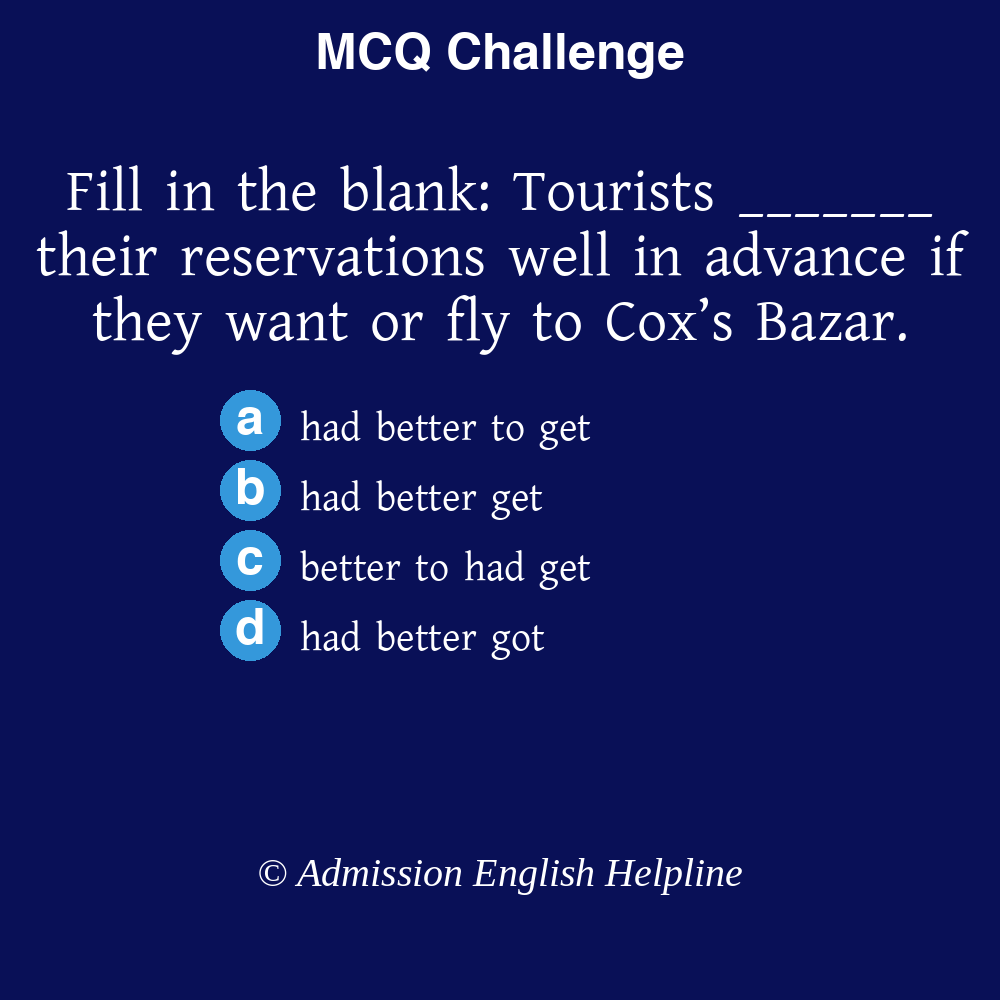 MCQ Challenge
Fill in the blank: Tourists _______
their reservations well in advance if
they want or fly to Cox’s Bazar.
a had better to get
b had better get
c better to had get
d had better got
© Admission English Helpline